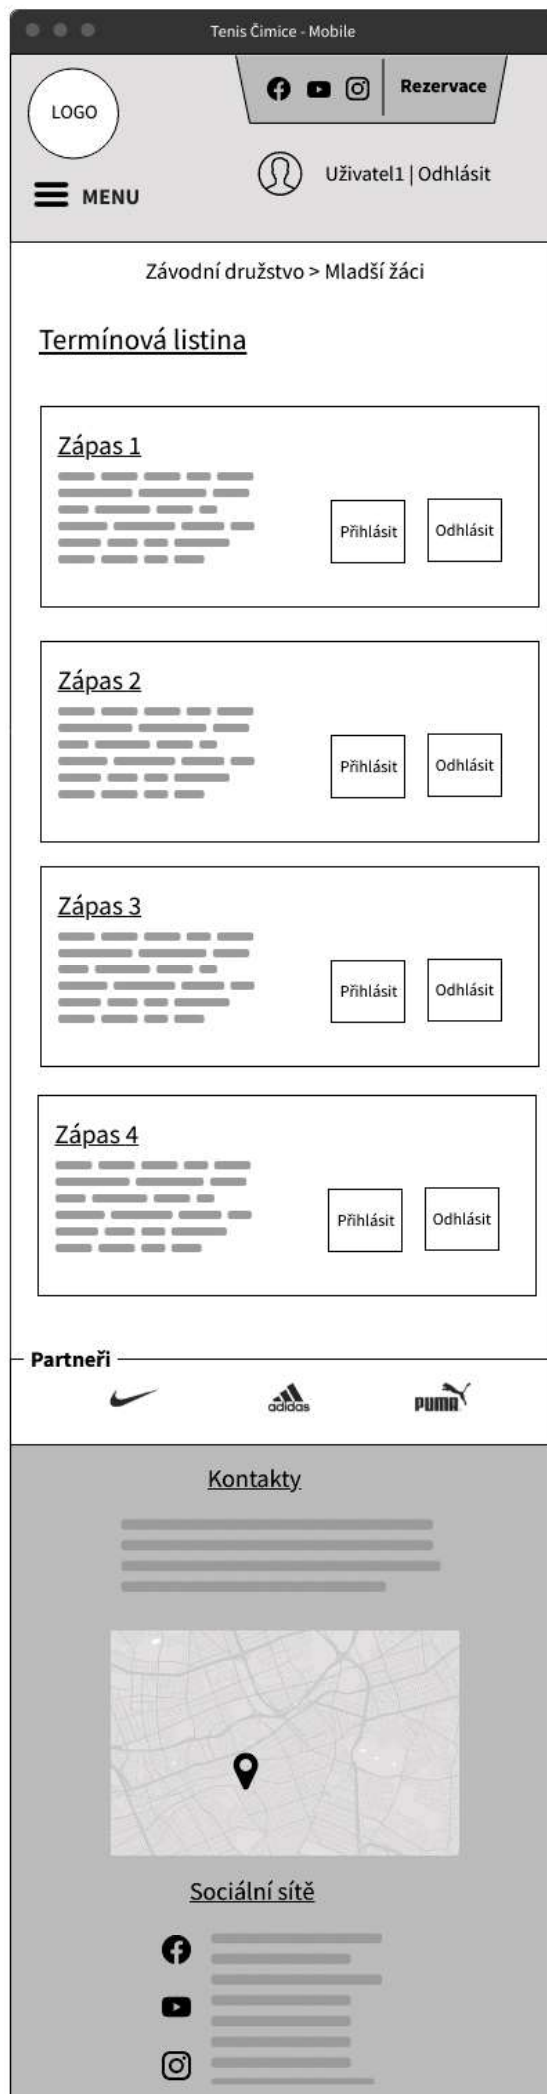 Tenis Čimice - Mobile
LOGO
Rezervace
MENU
Uživatel1 | Odhlásit
Závodní družstvo > Mladší žáci
Termínová listina
Zápas 1
Přihlásit
Odhlásit
Zápas 2
Přihlásit
Odhlásit
Zápas 3
Přihlásit
Odhlásit
Zápas 4
Přihlásit
Odhlásit
Partneři
adidas
PUMA
Kontakty
Sociální sítě